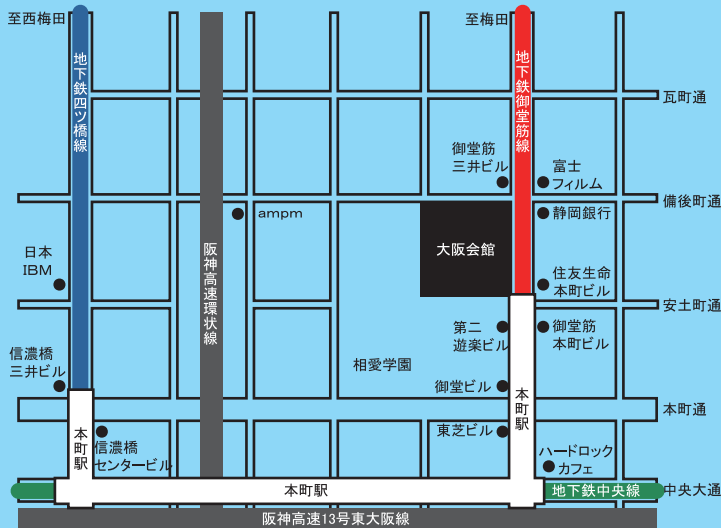 至西梅田
至梅田
地下鉄四ツ橋線
地下鉄御堂筋線
瓦町通
御堂筋
三井ビル
富士
フィルム
備後町通
ampm
静岡銀行
日本
IBM
阪神高速環状線
大阪会館
住友生命
本町ビル
安土町通
第二
遊楽ビル
御堂筋
本町ビル
信濃橋
三井ビル
相愛学園
御堂ビル
本町駅
本町通
本町駅
信濃橋
センタービル
東芝ビル
ハードロック
カフェ
本町駅
地下鉄中央線
中央大通
阪神高速13号東大阪線